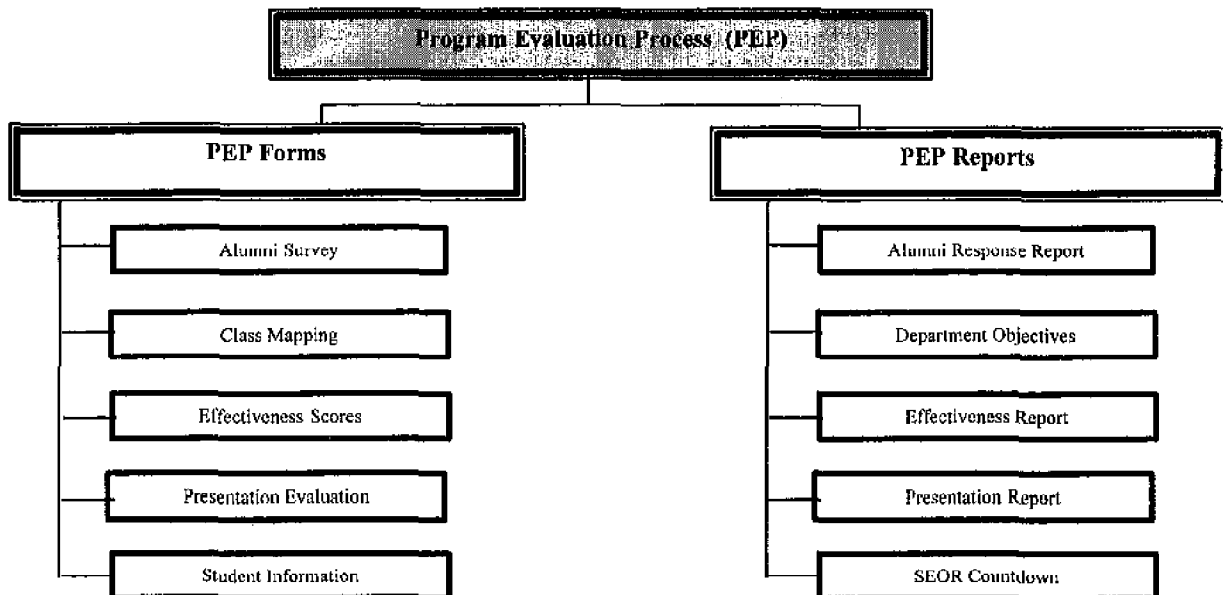 Program Evaluation Process (PEP)
PEP Forms
Alumni Survey
Class Mapping
Effectiveness Scores
Presentation Evaluation
Student Information
PEP Reports
Alumni Response Report
Department Objectives
Effectiveness Report
Presentation Report
SEOR Countdown